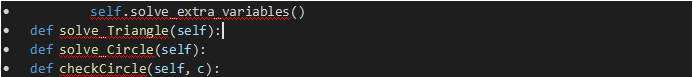 self.solve_extra_variables()
def solve_Triangle(self):
def solve_Circle(self):
def checkCircle(self, c):